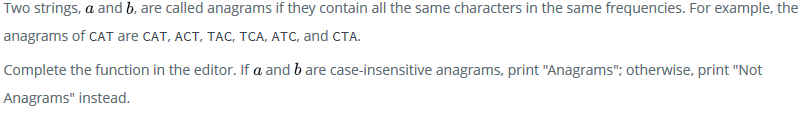 Two strings, a and b, are called anagrams if they contain all the same characters in the same frequencies. For example, the
anagrams of CAT are CAT, ACT, TAC, TCA, ATC, and CTA.
Complete the function in the editor. If a and b are case-insensitive anagrams, print "Anagrams"; otherwise, print "Not
Anagrams" instead.